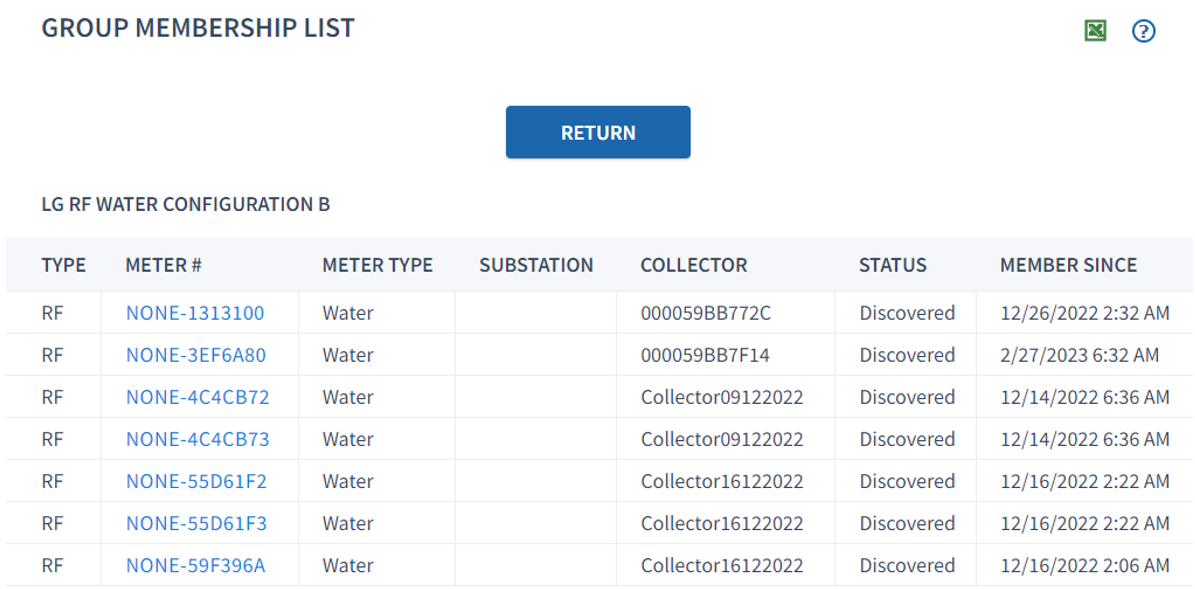 GROUP MEMBERSHIP LIST
RETURN
LG RF WATER CONFIGURATION B
TYPE METER # METER TYPE SUBSTATION COLLECTOR STATUS MEMBER SINCE
RF NONE-1313100 Water 000059BB772C Discovered 12/26/2022 2:32 AM
RF NONE-3EF6A80 Water 000059BB7F14 Discovered 2/27/2023 6:32 AM
RF NONE-4C4CB72 Water Collector09122022 Discovered 12/14/2022 6:36 AM
RF NONE-4C4CB73 Water Collector09122022 Discovered 12/14/2022 6:36 AM
RF NONE-55D61F2 Water Collector16122022 Discovered 12/16/2022 2:22 AM
RF NONE-55D61F3 Water Collector16122022 Discovered 12/16/2022 2:22 AM
RF NONE-59F396A Water Collector16122022 Discovered 12/16/2022 2:06 AM